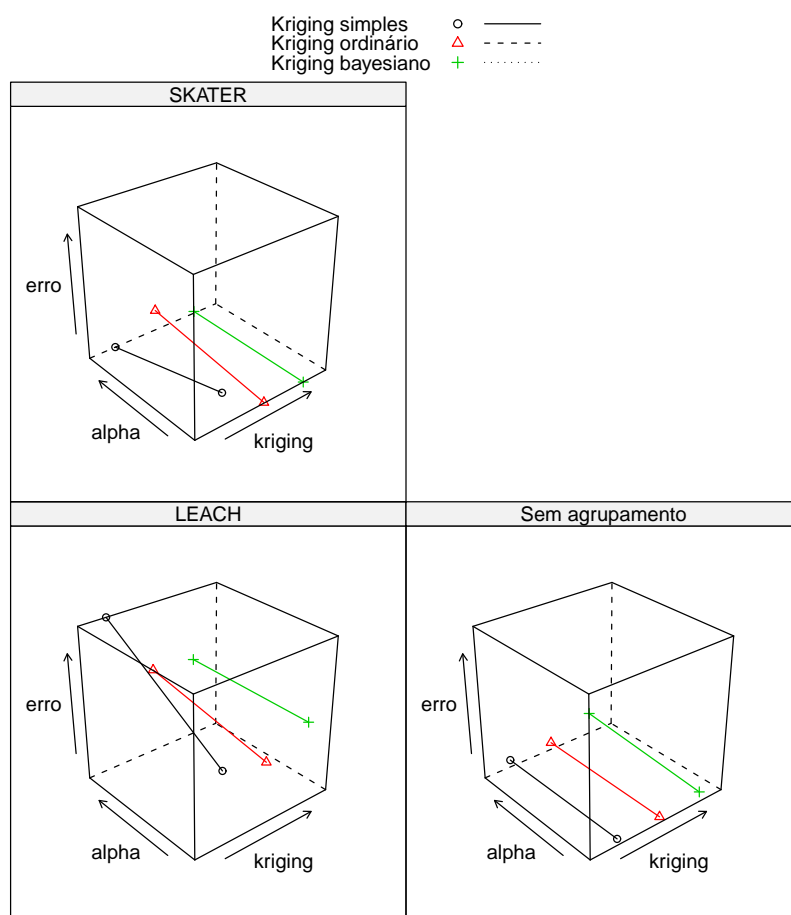 Kriging simples
Kriging ordinário
Kriging bayesiano
SKATER
erro
alpha
kriging
LEACH
Sem agrupamento
erro
alpha
kriging
erro
alpha
kriging